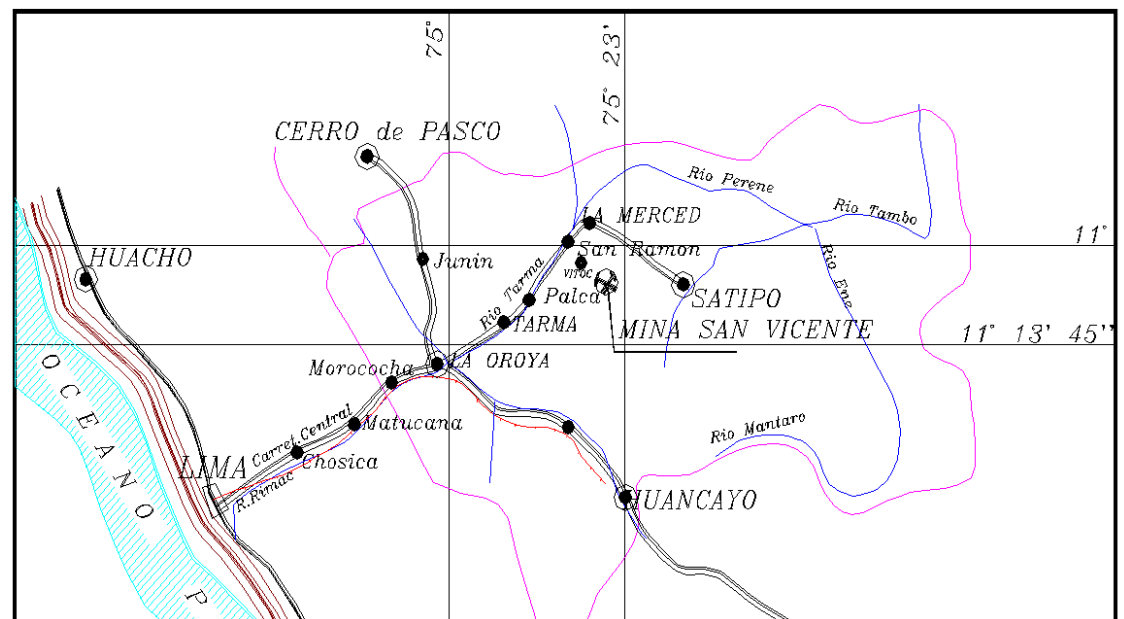 75°
75° 23'
CERRO de PASCO
Rio Perene
Rio Tambo
LA MERCED
11°
HUACHO
Junin
San Ramon
VITOC
Rio Tarma
Palca
SATIPO
Rio Ene
TARMA
MINA SAN VICENTE
11° 13' 45"
LA OROYA
Morococha
OCEANO P
Carret. Central
Matucana
Rio Mantaro
LIMA
Chosica
R.Rimac
HUANCAYO